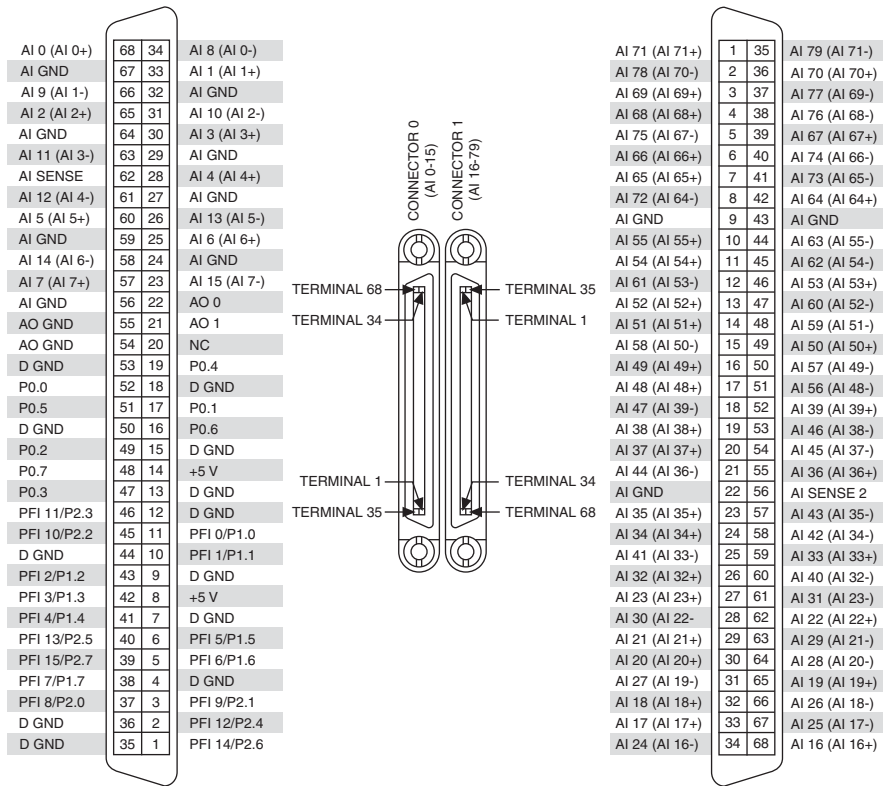 AI 0 (AI 0+) 68 34 AI 8 (AI 0-)
AI GND 67 33 AI 1 (AI 1+)
AI 9 (AI 1-) 66 32 AI GND
AI 2 (AI 2+) 65 31 AI 10 (AI 2-)
AI GND 64 30 AI 3 (AI 3+)
AI 11 (AI 3-) 63 29 AI GND
AI SENSE 62 28 AI 4 (AI 4+)
AI 12 (AI 4-) 61 27 AI GND
AI 5 (AI 5+) 60 26 AI 13 (AI 5-)
AI GND 59 25 AI 6 (AI 6+)
AI 14 (AI 6-) 58 24 AI GND
AI 7 (AI 7+) 57 23 AI 15 (AI 7-)
AI GND 56 22 AO 0
AO GND 55 21 AO 1
AO GND 54 20 NC
D GND 53 19 P0.4
P0.0 52 18 D GND
P0.5 51 17 P0.1
D GND 50 16 P0.6
P0.2 49 15 D GND
P0.7 48 14 +5 V
P0.3 47 13 D GND
PFI 11/P2.3 46 12 D GND
PFI 10/P2.2 45 11 PFI 0/P1.0
D GND 44 10 PFI 1/P1.1
PFI 2/P1.2 43 9 D GND
PFI 3/P1.3 42 8 +5 V
PFI 4/P1.4 41 7 D GND
PFI 13/P2.5 40 6 PFI 5/P1.5
PFI 15/P2.7 39 5 PFI 6/P1.6
PFI 7/P1.7 38 4 D GND
PFI 8/P2.0 37 3 PFI 9/P2.1
D GND 36 2 PFI 12/P2.4
D GND 35 1 PFI 14/P2.6
CONNECTOR 0
(AI 0-15)
CONNECTOR 1
(AI 16-79)
TERMINAL 68
TERMINAL 35
TERMINAL 34
TERMINAL 1
TERMINAL 1
TERMINAL 34
TERMINAL 35
TERMINAL 68
AI 71 (AI 71+) 1 35 AI 79 (AI 71-)
AI 78 (AI 70-) 2 36 AI 70 (AI 70+)
AI 69 (AI 69+) 3 37 AI 77 (AI 69-)
AI 68 (AI 68+) 4 38 AI 76 (AI 68-)
AI 75 (AI 67-) 5 39 AI 67 (AI 67+)
AI 66 (AI 66+) 6 40 AI 74 (AI 66-)
AI 65 (AI 65+) 7 41 AI 73 (AI 65-)
AI 72 (AI 64-) 8 42 AI 64 (AI 64+)
AI GND 9 43 AI GND
AI 55 (AI 55+) 10 44 AI 63 (AI 55-)
AI 54 (AI 54+) 11 45 AI 62 (AI 54-)
AI 61 (AI 53-) 12 46 AI 53 (AI 53+)
AI 52 (AI 52+) 13 47 AI 60 (AI 52-)
AI 51 (AI 51+) 14 48 AI 59 (AI 51-)
AI 58 (AI 50-) 15 49 AI 50 (AI 50+)
AI 49 (AI 49+) 16 50 AI 57 (AI 49-)
AI 48 (AI 48+) 17 51 AI 56 (AI 48-)
AI 47 (AI 39-) 18 52 AI 39 (AI 39+)
AI 38 (AI 38+) 19 53 AI 46 (AI 38-)
AI 37 (AI 37+) 20 54 AI 45 (AI 37-)
AI 44 (AI 36-) 21 55 AI 36 (AI 36+)
AI GND 22 56 AI SENSE 2
AI 35 (AI 35+) 23 57 AI 43 (AI 35-)
AI 34 (AI 34+) 24 58 AI 42 (AI 34-)
AI 41 (AI 33-) 25 59 AI 33 (AI 33+)
AI 32 (AI 32+) 26 60 AI 40 (AI 32-)
AI 23 (AI 23+) 27 61 AI 31 (AI 23-)
AI 30 (AI 22- 28 62 AI 22 (AI 22+)
AI 21 (AI 21+) 29 63 AI 29 (AI 21-)
AI 20 (AI 20+) 30 64 AI 28 (AI 20-)
AI 27 (AI 19-) 31 65 AI 19 (AI 19+)
AI 18 (AI 18+) 32 66 AI 26 (AI 18-)
AI 17 (AI 17+) 33 67 AI 25 (AI 17-)
AI 24 (AI 16-) 34 68 AI 16 (AI 16+)